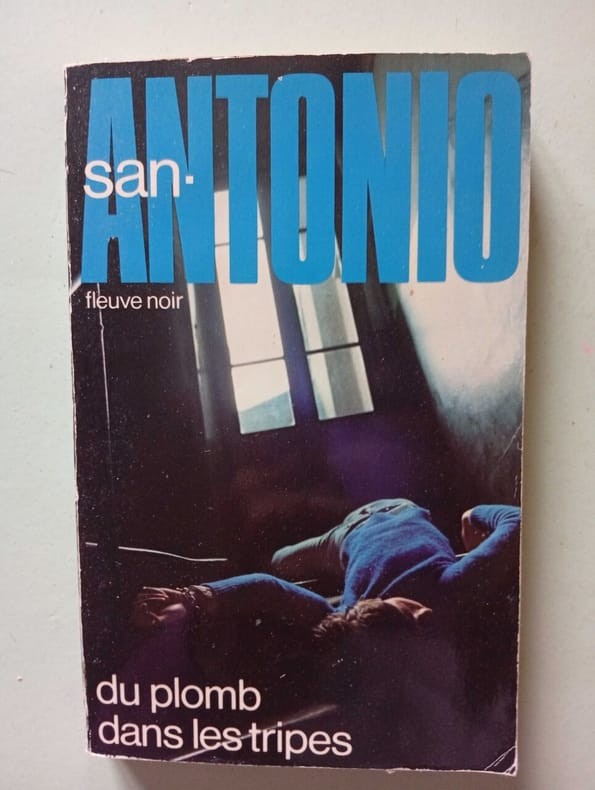 san-
ANTONIO
fleuve noir
du plomb
dans les tripes